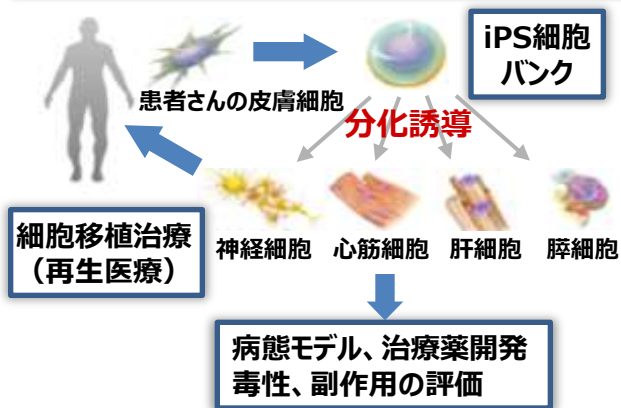 iPS細胞
バンク
患者さんの皮膚細胞
分化誘導
神経細胞 心筋細胞 肝細胞 膵細胞
細胞移植治療
（再生医療）
病態モデル、治療薬開発
毒性、副作用の評価